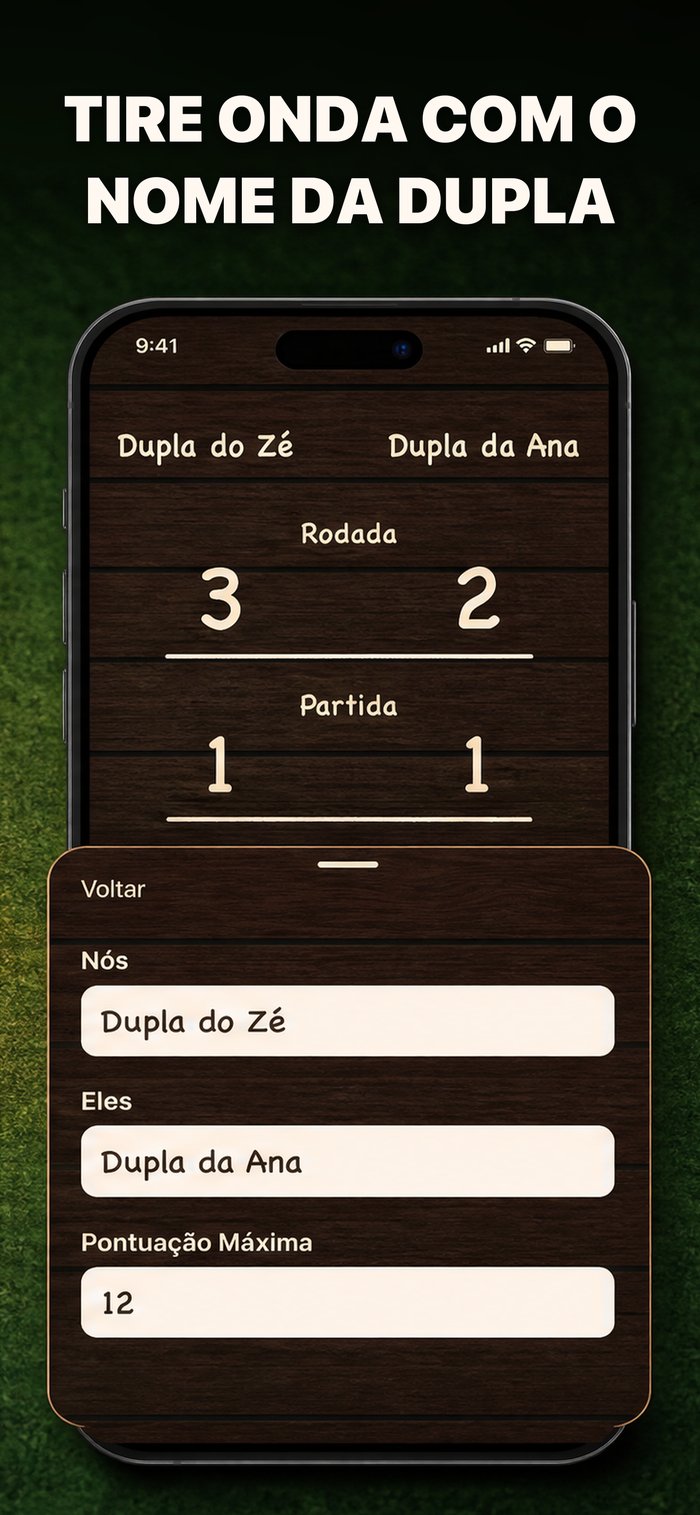 TIRE ONDA COM O
NOME DA DUPLA
9:41
Dupla do Zé Dupla da Ana
Rodada
3 2
Partida
1 1
Voltar
Nós
Dupla do Zé
Eles
Dupla da Ana
Pontuação Máxima
12